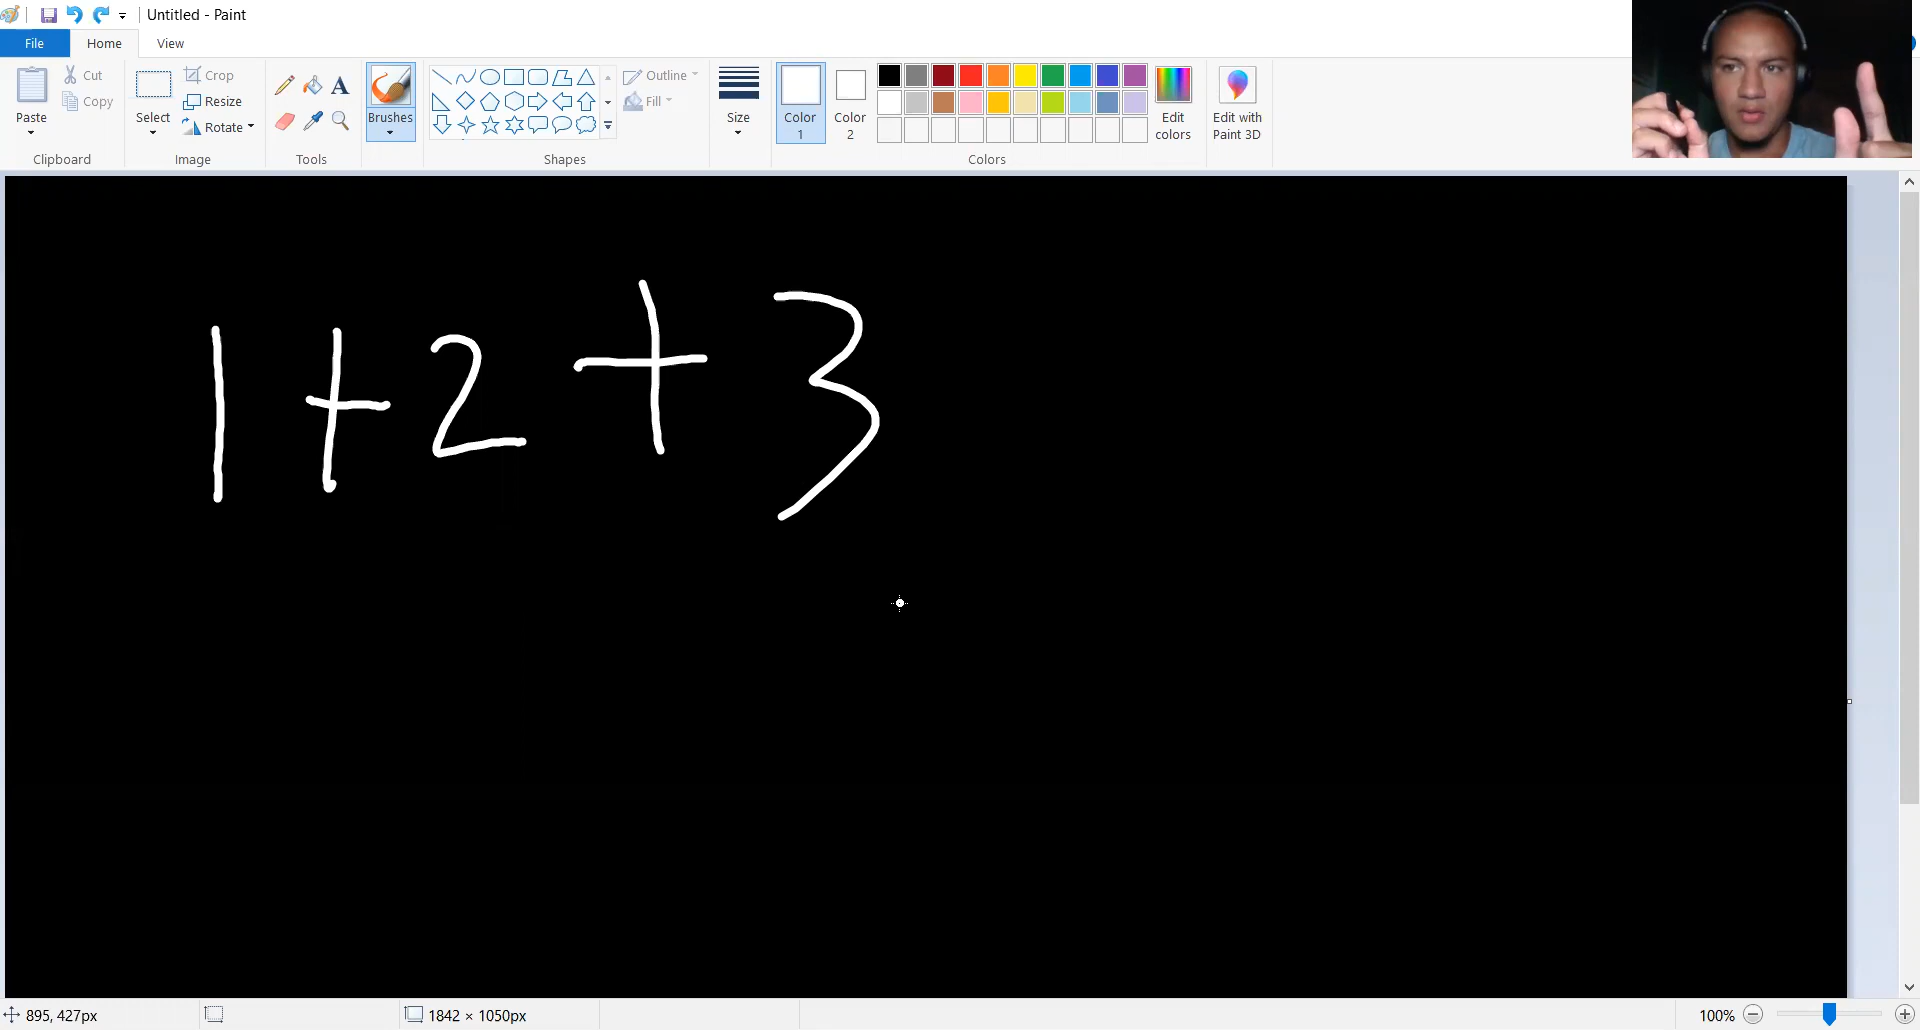 Untitled - Paint
File Home View
Paste
Cut
Copy
Clipboard
Select
Crop
Resize
Rotate
Image
A
Tools
Brushes
Outline
Fill
Shapes
Size
Color 1
Color 2
Edit colors
Colors
Edit with Paint 3D
1 + 2 + 3
895, 427px
1842 × 1050px
100%